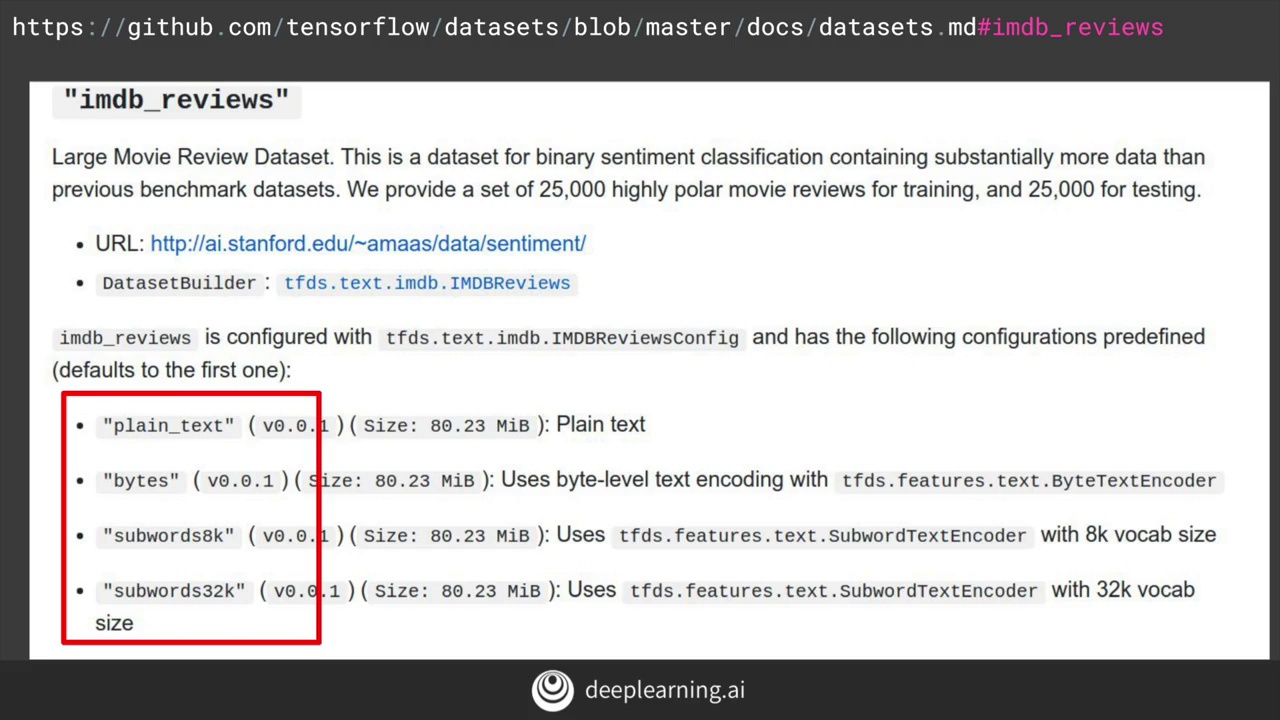 https://github.com/tensorflow/datasets/blob/master/docs/datasets.md#imdb_reviews
"imdb_reviews"
Large Movie Review Dataset. This is a dataset for binary sentiment classification containing substantially more data than
previous benchmark datasets. We provide a set of 25,000 highly polar movie reviews for training, and 25,000 for testing.
• URL: http://ai.stanford.edu/~amaas/data/sentiment/
• DatasetBuilder : tfds.text.imdb.IMDBReviews
imdb_reviews is configured with tfds.text.imdb.IMDBReviewsConfig and has the following configurations predefined
(defaults to the first one):
• "plain_text" ( v0.0.1 ) ( Size: 80.23 MiB ): Plain text
• "bytes" ( v0.0.1 ) ( Size: 80.23 MiB ): Uses byte-level text encoding with tfds.features.text.ByteTextEncoder
• "subwords8k" ( v0.0.1 ) ( Size: 80.23 MiB ): Uses tfds.features.text.SubwordTextEncoder with 8k vocab size
• "subwords32k" ( v0.0.1 ) ( Size: 80.23 MiB ): Uses tfds.features.text.SubwordTextEncoder with 32k vocab
size
deeplearning.ai